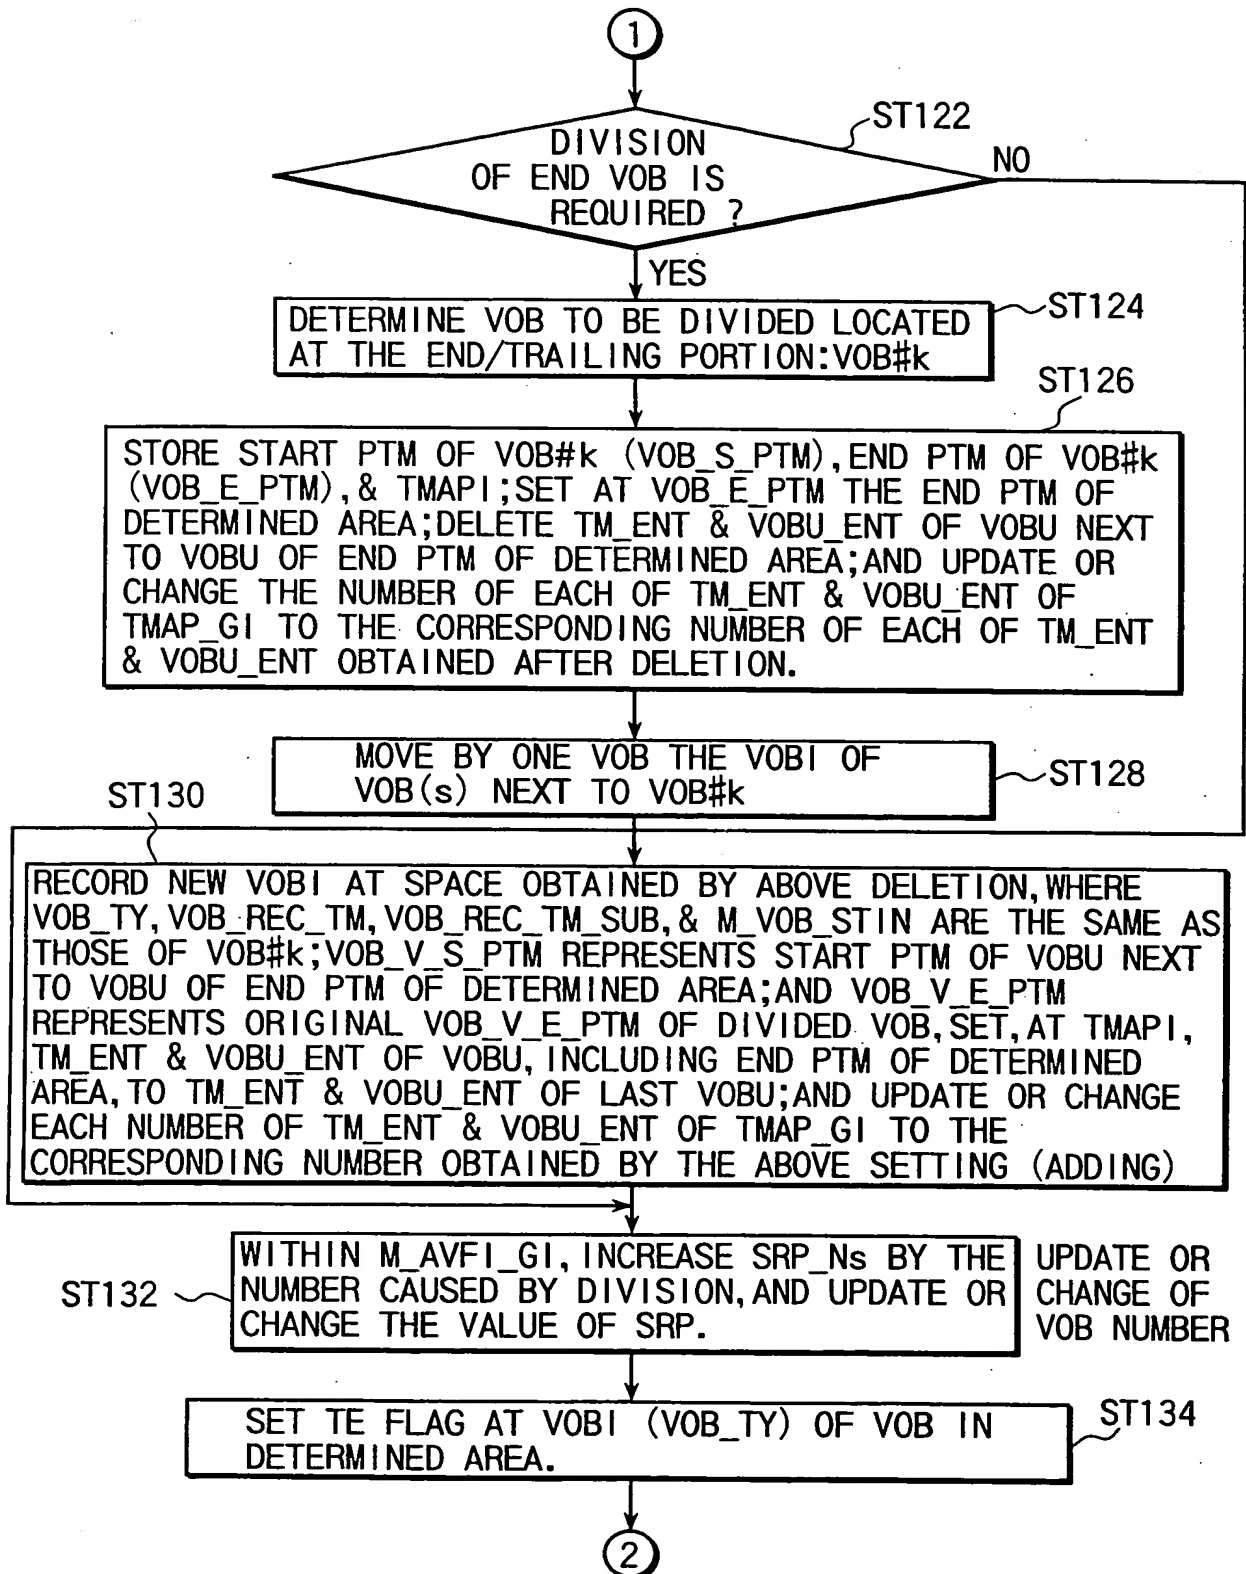 1
ST122
DIVISION
OF END VOB IS
REQUIRED ?
NO
YES
ST124
DETERMINE VOB TO BE DIVIDED LOCATED
AT THE END/TRAILING PORTION:VOB#k
ST126
STORE START PTM OF VOB#k (VOB_S_PTM),END PTM OF VOB#k
(VOB_E_PTM),& TMAPI;SET AT VOB_E_PTM THE END PTM OF
DETERMINED AREA;DELETE TM_ENT & VOBU_ENT OF VOBU NEXT
TO VOBU OF END PTM OF DETERMINED AREA;AND UPDATE OR
CHANGE THE NUMBER OF EACH OF TM_ENT & VOBU_ENT OF
TMAP_GI TO THE CORRESPONDING NUMBER OF EACH OF TM_ENT
& VOBU_ENT OBTAINED AFTER DELETION.
MOVE BY ONE VOB THE VOBI OF
VOB(s) NEXT TO VOB#k
ST128
ST130
RECORD NEW VOBI AT SPACE OBTAINED BY ABOVE DELETION,WHERE
VOB_TY,VOB_REC_TM,VOB_REC_TM_SUB,& M_VOB_STIN ARE THE SAME AS
THOSE OF VOB#k;VOB_V_S_PTM REPRESENTS START PTM OF VOBU NEXT
TO VOBU OF END PTM OF DETERMINED AREA;AND VOB_V_E_PTM
REPRESENTS ORIGINAL VOB_V_E_PTM OF DIVIDED VOB,SET,AT TMAPI,
TM_ENT & VOBU_ENT OF VOBU,INCLUDING END PTM OF DETERMINED
AREA,TO TM_ENT & VOBU_ENT OF LAST VOBU;AND UPDATE OR CHANGE
EACH NUMBER OF TM_ENT & VOBU_ENT OF TMAP_GI TO THE
CORRESPONDING NUMBER OBTAINED BY THE ABOVE SETTING (ADDING)
WITHIN M_AVFI_GI,INCREASE SRP_Ns BY THE
NUMBER CAUSED BY DIVISION,AND UPDATE OR
CHANGE THE VALUE OF SRP.
ST132
UPDATE OR
CHANGE OF
VOB NUMBER
SET TE FLAG AT VOBI (VOB_TY) OF VOB IN
DETERMINED AREA.
ST134
2